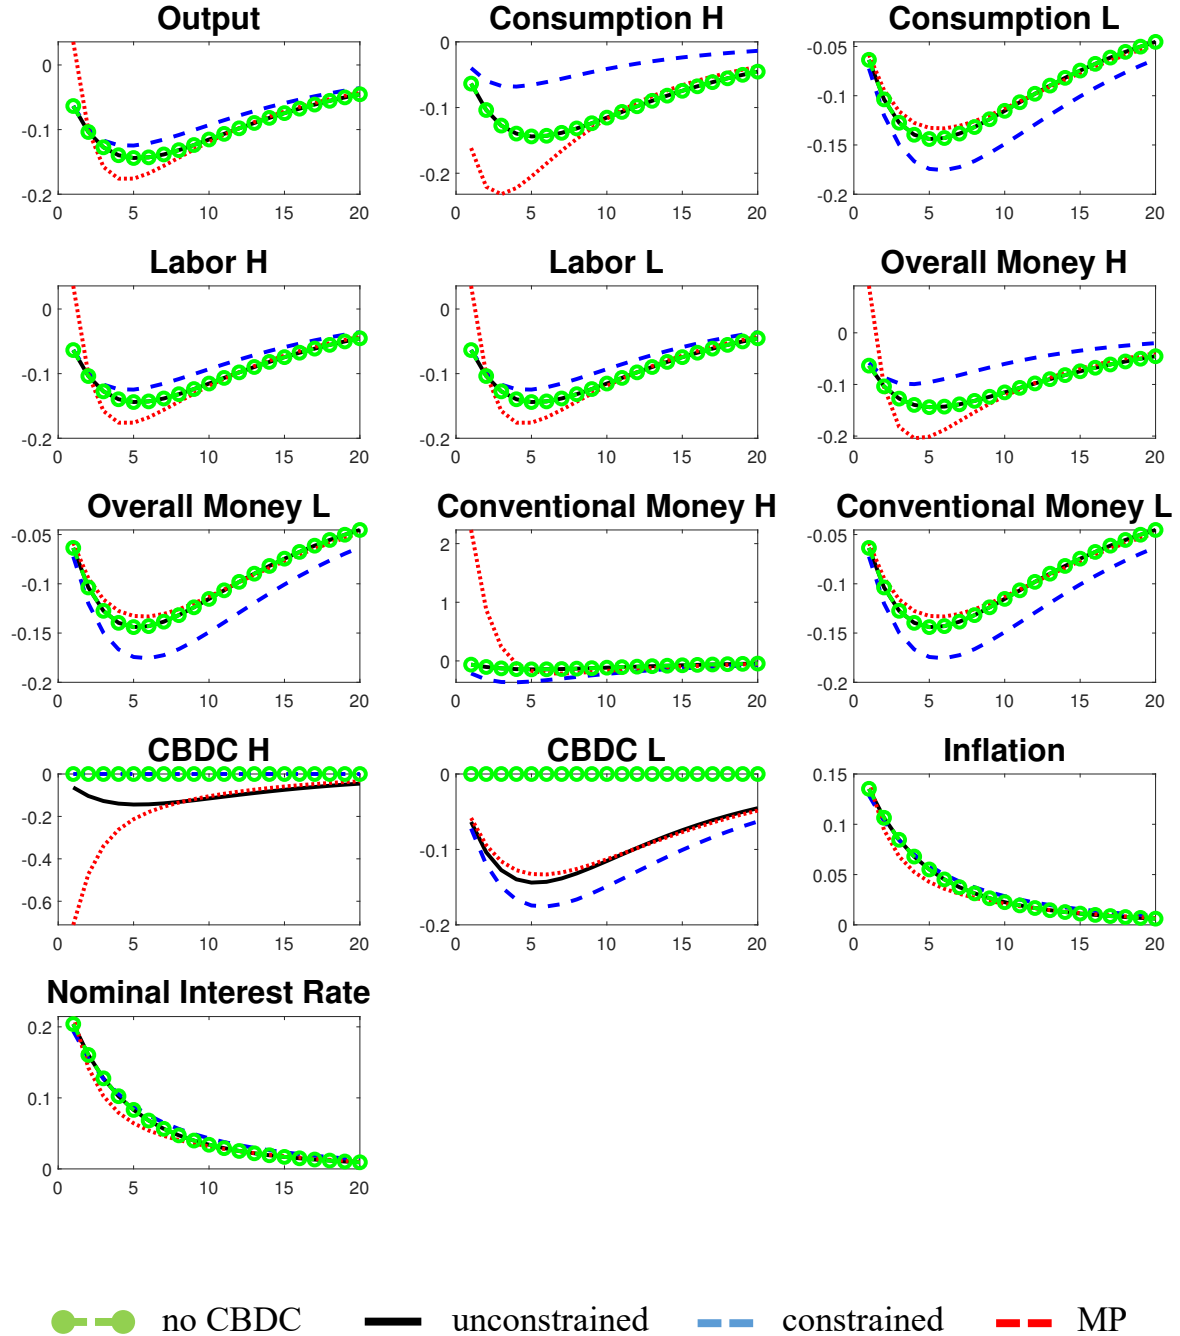 Output Consumption H Consumption L
0 0 -0.05
-0.1 -0.1 -0.1
-0.15
-0.2 -0.2 -0.2
0 5 10 15 20 0 5 10 15 20 0 5 10 15 20
Labor H Labor L Overall Money H
0 0 0
-0.1 -0.1 -0.1
-0.2 -0.2 -0.2
0 5 10 15 20 0 5 10 15 20 0 5 10 15 20
Overall Money L Conventional Money H Conventional Money L
-0.05 2 -0.05
-0.1 1 -0.1
-0.15 0 -0.15
-0.2 -0.2
0 5 10 15 20 0 5 10 15 20 0 5 10 15 20
CBDC H CBDC L Inflation
0 0 0.15
-0.2 0.1
-0.4 -0.1 0.05
-0.6
-0.2 0
0 5 10 15 20 0 5 10 15 20 0 5 10 15 20
Nominal Interest Rate
0.2
0.1
0
0 5 10 15 20
no CBDC unconstrained constrained MP